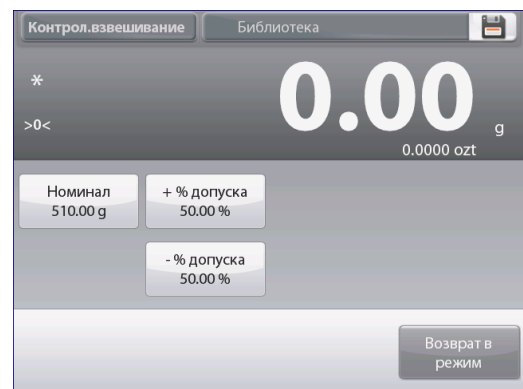 Контрол.взвешивание Библиотека
*
0.00 g
>0<
0.0000 ozt
Номинал
510.00 g
+ % допуска
50.00 %
- % допуска
50.00 %
Возврат в
режим